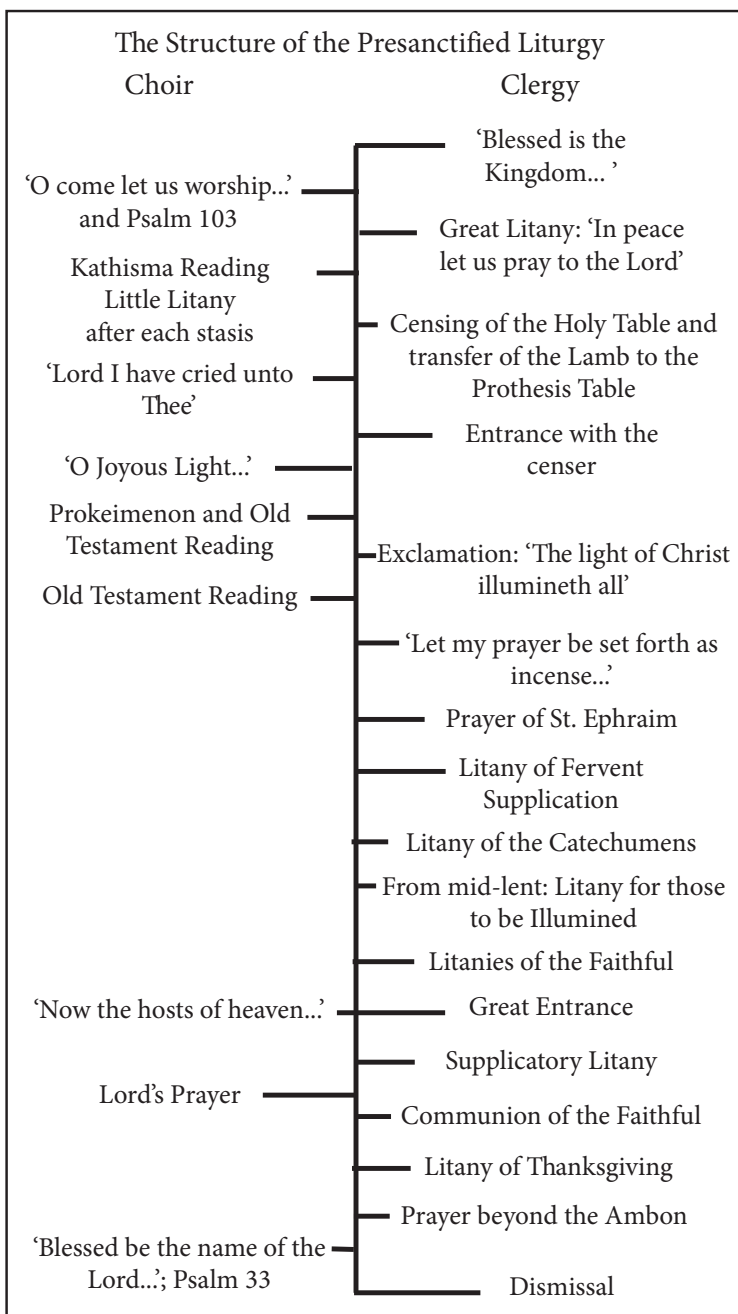 The Structure of the Presanctified Liturgy
Choir
Clergy
‘Blessed is the
Kingdom... ’
‘O come let us worship...’
and Psalm 103
Great Litany: ‘In peace
let us pray to the Lord’
Kathisma Reading
Little Litany
after each stasis
Censing of the Holy Table and
transfer of the Lamb to the
Prothesis Table
‘Lord I have cried unto
Thee’
Entrance with the
censer
‘O Joyous Light...’
Prokeimenon and Old
Testament Reading
Exclamation: ‘The light of Christ
illumineth all’
Old Testament Reading
‘Let my prayer be set forth as
incense...’
Prayer of St. Ephraim
Litany of Fervent
Supplication
Litany of the Catechumens
From mid-lent: Litany for those
to be Illumined
Litanies of the Faithful
‘Now the hosts of heaven...’
Great Entrance
Supplicatory Litany
Lord’s Prayer
Communion of the Faithful
Litany of Thanksgiving
Prayer beyond the Ambon
‘Blessed be the name of the
Lord...’; Psalm 33
Dismissal